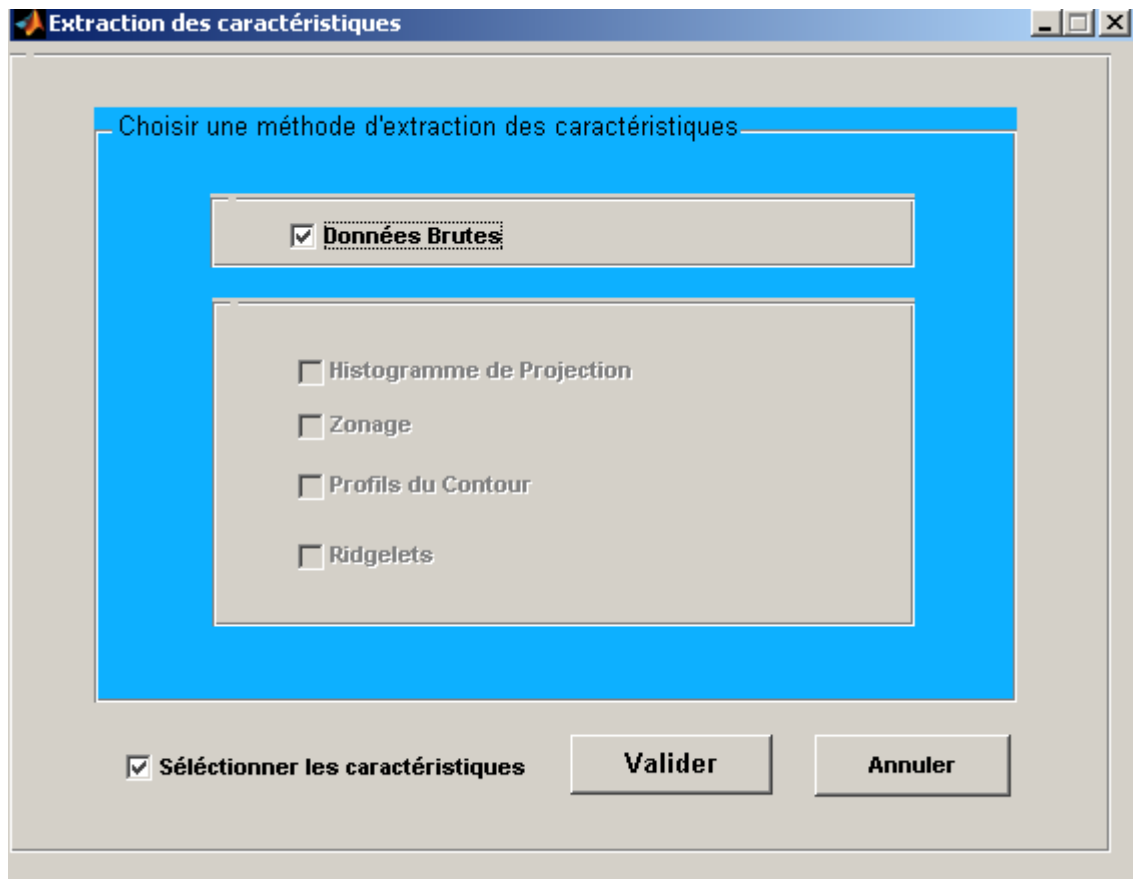 Extraction des caractéristiques
Choisir une méthode d'extraction des caractéristiques
Données Brutes
Histogramme de Projection
Zonage
Profils du Contour
Ridgelets
Séléctionner les caractéristiques
Valider
Annuler